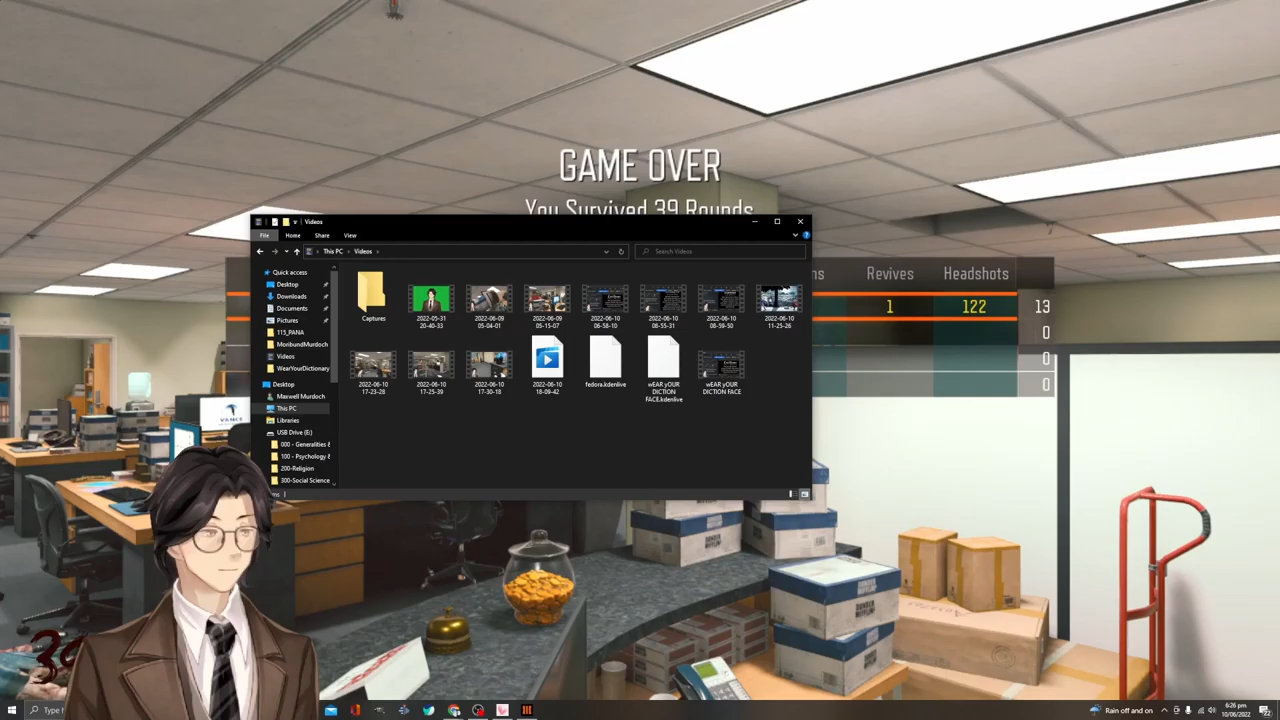 GAME OVER
You Survived 39 Rounds
Revives
Headshots
1
122
13
0
0
0
Videos
File
Home
Share
View
This PC
Videos
Search Videos
Quick access
Desktop
Downloads
Documents
Pictures
115_PANA
MoribundMurdoch
Videos
WearYourDictionary
Desktop
Maxwell Murdoch
This PC
Libraries
USB Drive (E:)
000 - Generalities &
100 - Psychology &
200-Religion
300-Social Science
Captures
2022-05-31 20-40-33
2022-06-09 05-04-01
2022-06-09 05-15-07
2022-06-10 06-58-10
2022-06-10 08-55-31
2022-06-10 08-59-50
2022-06-10 11-25-26
2022-06-10 17-23-28
2022-06-10 17-25-39
2022-06-10 17-30-18
2022-06-10 18-09-42
fedora.kdenlive
wEAR yOUR DICTION FACE.kdenlive
wEAR yOUR DICTION FACE
VANCE
DUNDER MIFFLIN
Type h
Rain off and on
6:26 pm
10/06/2022